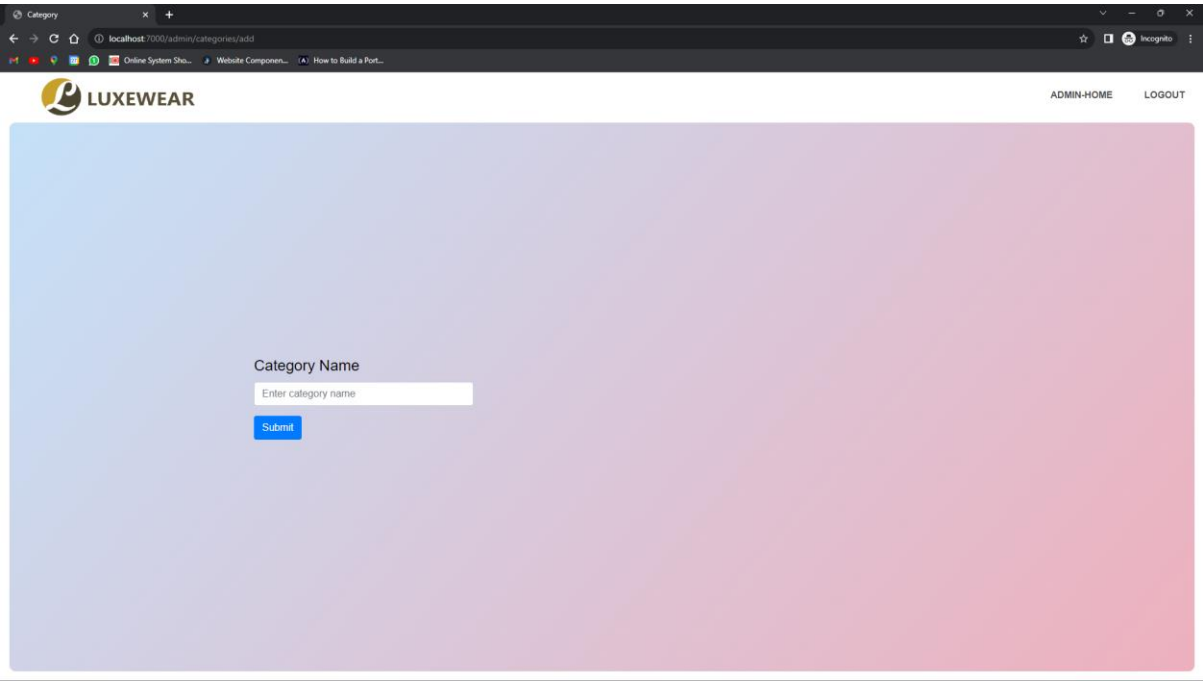 Category
localhost:7000/admin/categories/add
Incognito
Online System Sho...
Website Componen...
How to Build a Port...
L LUXEWEAR
ADMIN-HOME
LOGOUT
Category Name
Enter category name
Submit